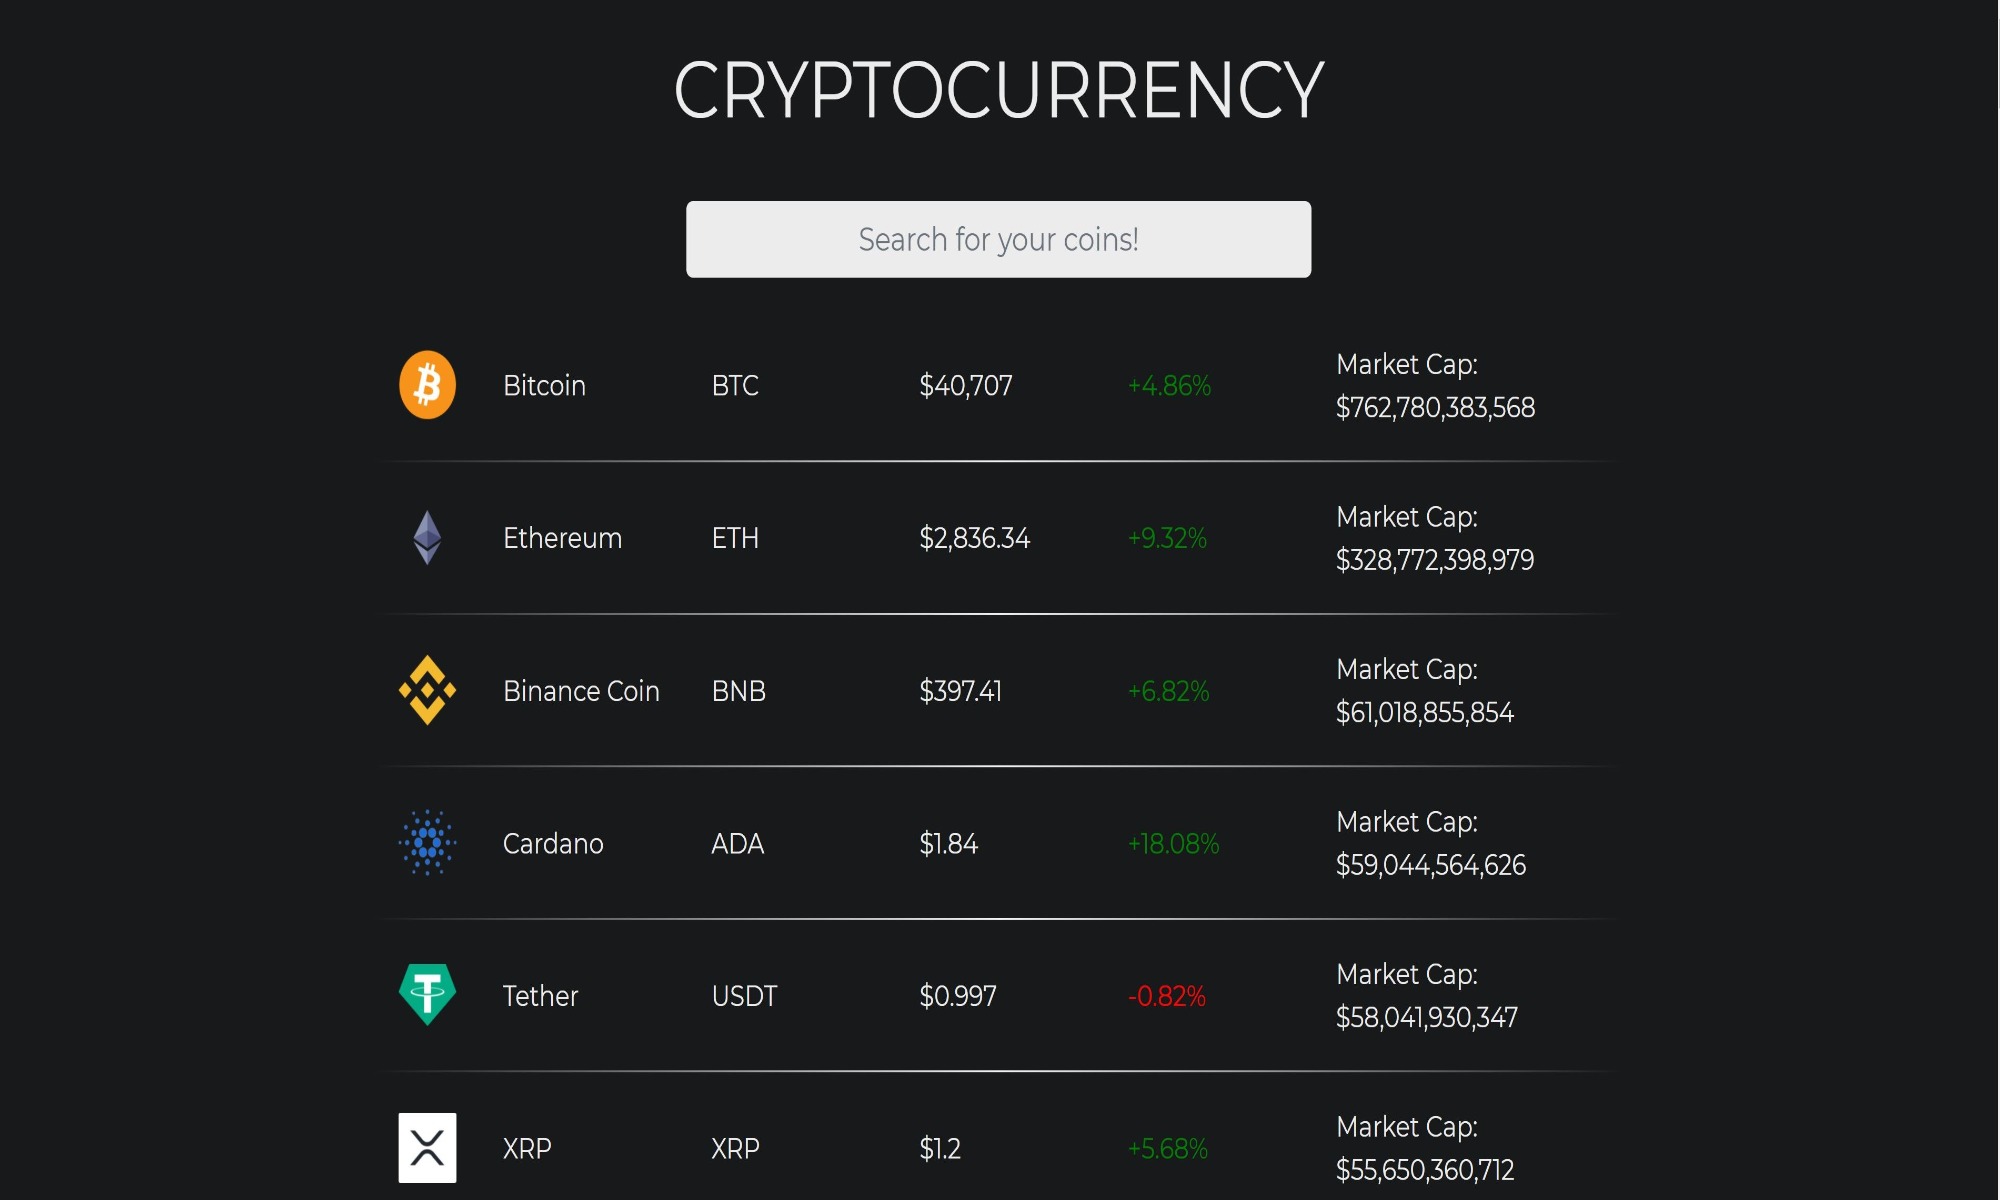 CRYPTOCURRENCY
Search for your coins!
Bitcoin BTC $40,707 +4.86% Market Cap:
$762,780,383,568
Ethereum ETH $2,836.34 +9.32% Market Cap:
$328,772,398,979
Binance Coin BNB $397.41 +6.82% Market Cap:
$61,018,855,854
Cardano ADA $1.84 +18.08% Market Cap:
$59,044,564,626
Tether USDT $0.997 -0.82% Market Cap:
$58,041,930,347
XRP XRP $1.2 +5.68% Market Cap:
$55,650,360,712